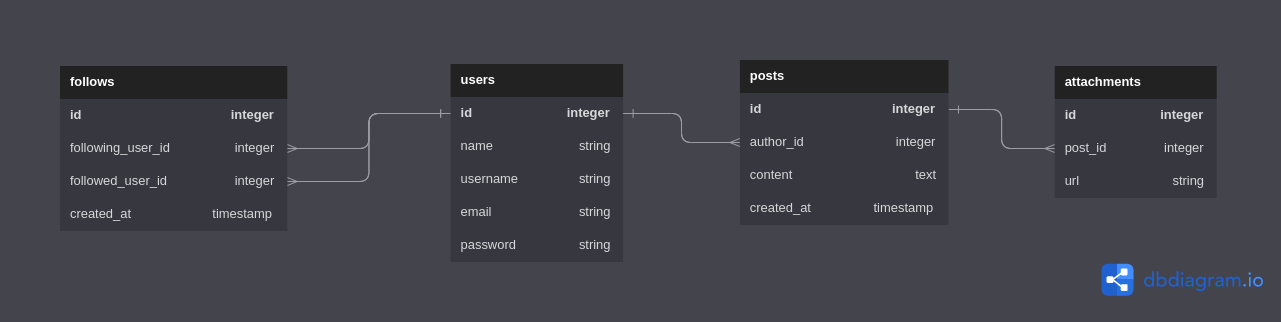 follows
id integer
following_user_id integer
followed_user_id integer
created_at timestamp
users
id integer
name string
username string
email string
password string
posts
id integer
author_id integer
content text
created_at timestamp
attachments
id integer
post_id integer
url string
dbdiagram.io